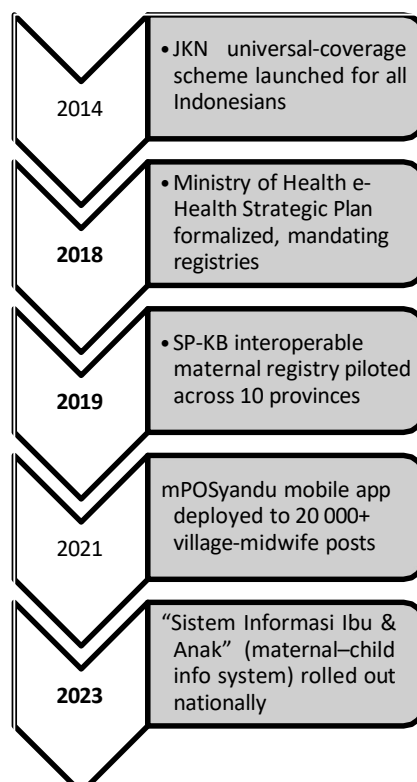 2014
• JKN universal-coverage
scheme launched for all
Indonesians
2018
• Ministry of Health e-
Health Strategic Plan
formalized, mandating
registries
2019
• SP-KB interoperable
maternal registry piloted
across 10 provinces
2021
mPOSyandu mobile app
deployed to 20 000+
village-midwife posts
2023
“Sistem Informasi Ibu &
Anak” (maternal–child
info system) rolled out
nationally